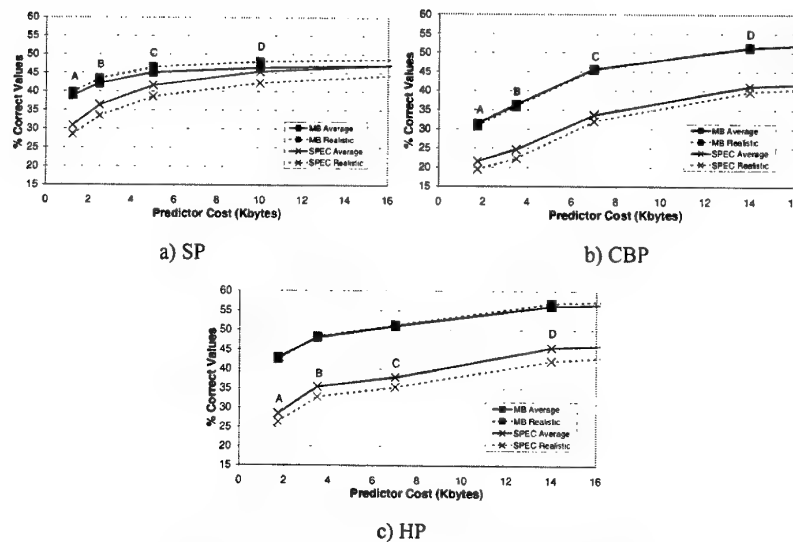 60
55
50
45
40
35
30
25
20
15
% Correct Values
A
B
C
D
MB Average
MB Realistic
SPEC Average
SPEC Realistic
0 2 4 6 8 10 12 14 16
Predictor Cost (Kbytes)
a) SP
60
55
50
45
40
35
30
25
20
15
% Correct Values
A
B
C
D
MB Average
MB Realistic
SPEC Average
SPEC Realistic
0 2 4 6 8 10 12 14 16
Predictor Cost (Kbytes)
b) CBP
60
55
50
45
40
35
30
25
20
15
% Correct Values
A
B
C
D
MB Average
MB Realistic
SPEC Average
SPEC Realistic
0 2 4 6 8 10 12 14 16
Predictor Cost (Kbytes)
c) HP